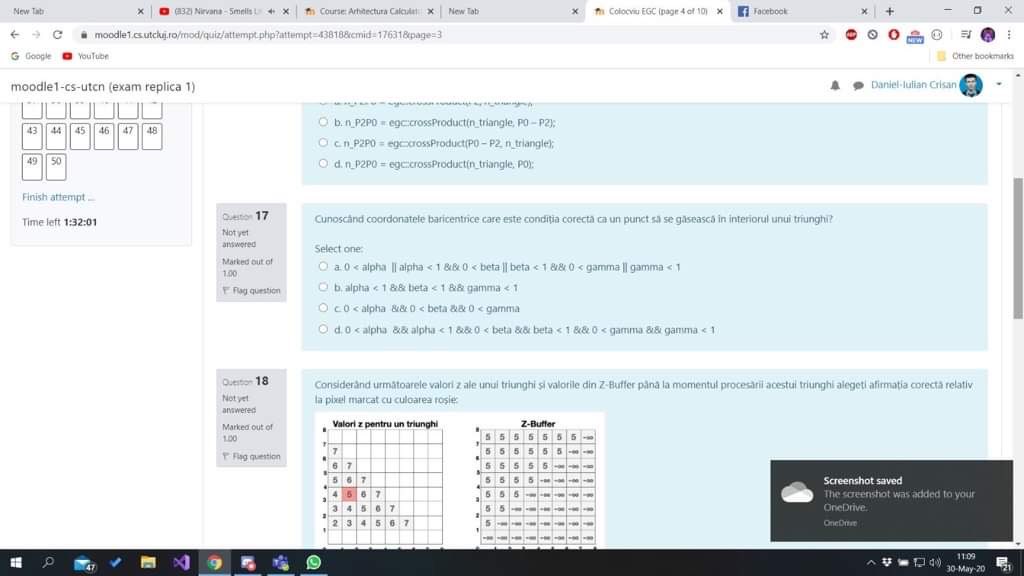 New Tab
(832) Nirvana - Smells Li
Course: Arhitectura Calculat
New Tab
Colocviu EGC (page 4 of 10)
Facebook
moodle1.cs.utcluj.ro/mod/quiz/attempt.php?attempt=43818&cmid=17631&page=3
ABP
NEW
Google
YouTube
Other bookmarks
moodle1-cs-utcn (exam replica 1)
Daniel-Iulian Crisan
43 44 45 46 47 48
49 50
Finish attempt ...
Time left 1:32:01
b. n_P2P0 = egc::crossProduct(n_triangle, P0 – P2);
c. n_P2P0 = egc::crossProduct(P0 – P2, n_triangle);
d. n_P2P0 = egc::crossProduct(n_triangle, P0);
Question 17
Not yet
answered
Marked out of
1.00
Flag question
Cunoscând coordonatele baricentrice care este condiția corectă ca un punct să se găsească în interiorul unui triunghi?
Select one:
a. 0 < alpha || alpha < 1 && 0 < beta || beta < 1 && 0 < gamma || gamma < 1
b. alpha < 1 && beta < 1 && gamma < 1
c. 0 < alpha && 0 < beta && 0 < gamma
d. 0 < alpha && alpha < 1 && 0 < beta && beta < 1 && 0 < gamma && gamma < 1
Question 18
Not yet
answered
Marked out of
1.00
Flag question
Considerând următoarele valori z ale unui triunghi și valorile din Z-Buffer până la momentul procesării acestui triunghi alegeți afirmația corectă relativ
la pixel marcat cu culoarea roșie:
Valori z pentru un triunghi
7
6 7
5 6 7
4 5 6 7
3 4 5 6 7
2 3 4 5 6 7
Z-Buffer
5 5 5 5 5 5 5 -∞
5 5 5 5 5 5 -∞ -∞
5 5 5 5 5 -∞ -∞ -∞
5 5 5 5 -∞ -∞ -∞ -∞
5 5 5 -∞ -∞ -∞ -∞ -∞
5 5 -∞ -∞ -∞ -∞ -∞ -∞
5 -∞ -∞ -∞ -∞ -∞ -∞ -∞
-∞ -∞ -∞ -∞ -∞ -∞ -∞ -∞
Screenshot saved
The screenshot was added to your
OneDrive.
OneDrive
47
11:09
30-May-20
21